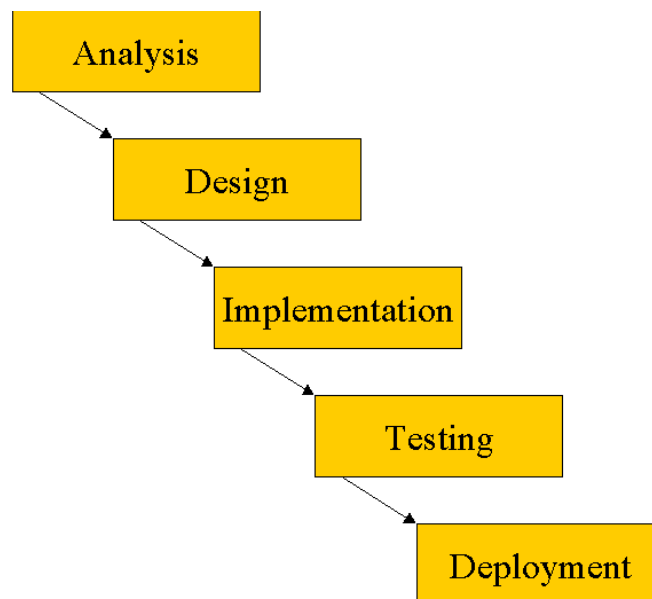 Analysis
Design
Implementation
Testing
Deployment